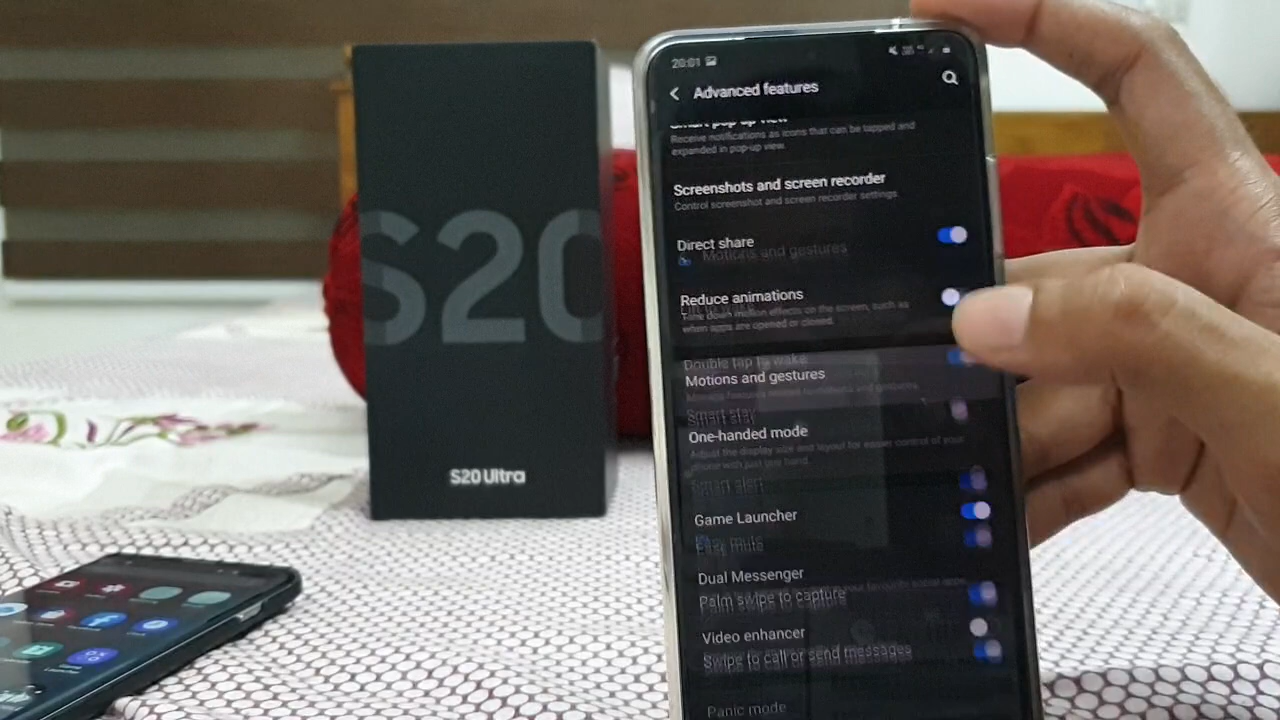 S20
S20 Ultra
20:01
Advanced features
Smart pop-up view
Receive notifications as icons that can be tapped and
expanded in pop-up view.
Screenshots and screen recorder
Control screenshot and screen recorder settings.
Direct share
Motions and gestures
Reduce animations
Tone down motion effects on the screen, such as
when apps are opened or closed.
Double tap to wake
Motions and gestures
Smart stay
One-handed mode
Adjust the display size and layout for easier control of your
phone with just one hand.
Smart alert
Game Launcher
Easy mute
Dual Messenger
Palm swipe to capture
Video enhancer
Swipe to call or send messages
Panic mode